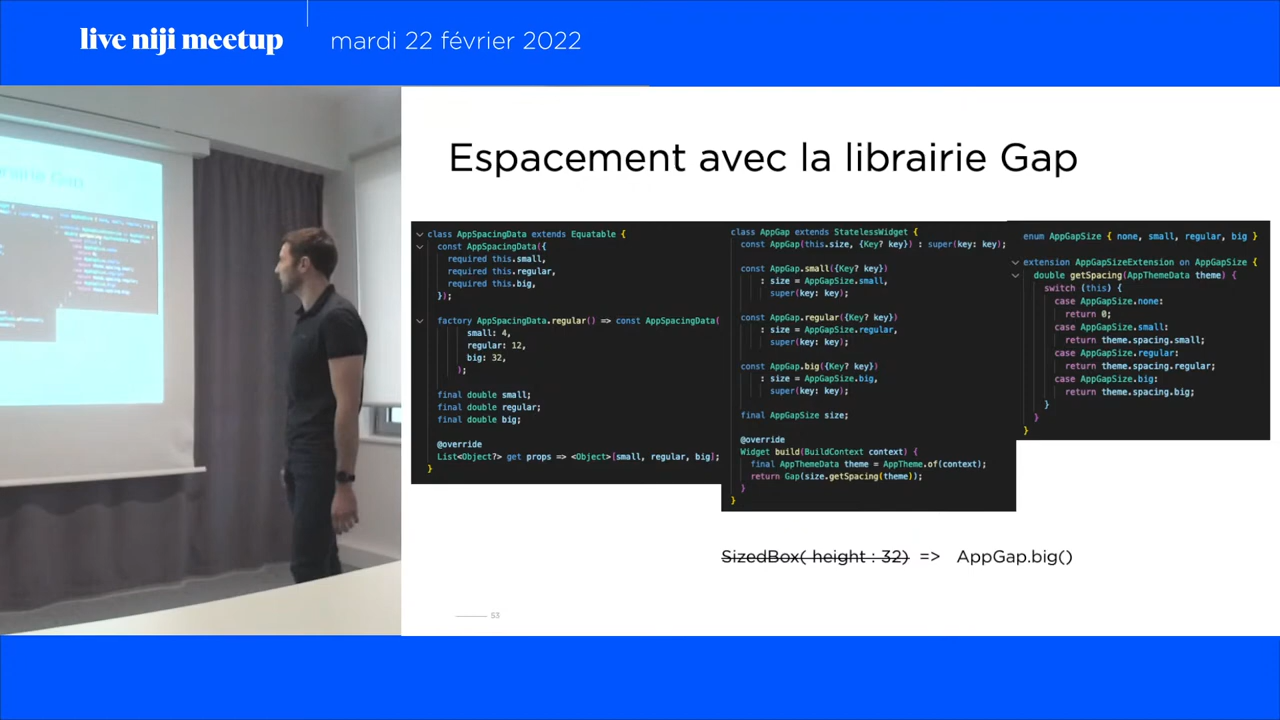 live niji meetup
mardi 22 février 2022
Espacement avec la librairie Gap
class AppSpacingData extends Equatable {
const AppSpacingData({
required this.small,
required this.regular,
required this.big,
});
factory AppSpacingData.regular() => const AppSpacingData(
small: 4,
regular: 12,
big: 32,
);
final double small;
final double regular;
final double big;
@override
List<Object?> get props => <Object>[small, regular, big];
}
class AppGap extends StatelessWidget {
const AppGap(this.size, {Key? key}) : super(key: key);
const AppGap.small({Key? key})
: size = AppGapSize.small,
super(key: key);
const AppGap.regular({Key? key})
: size = AppGapSize.regular,
super(key: key);
const AppGap.big({Key? key})
: size = AppGapSize.big,
super(key: key);
final AppGapSize size;
@override
Widget build(BuildContext context) {
final AppThemeData theme = AppTheme.of(context);
return Gap(size.getSpacing(theme));
}
}
enum AppGapSize { none, small, regular, big }
extension AppGapSizeExtension on AppGapSize {
double getSpacing(AppThemeData theme) {
switch (this) {
case AppGapSize.none:
return 0;
case AppGapSize.small:
return theme.spacing.small;
case AppGapSize.regular:
return theme.spacing.regular;
case AppGapSize.big:
return theme.spacing.big;
}
}
}
SizedBox( height : 32) => AppGap.big()
53